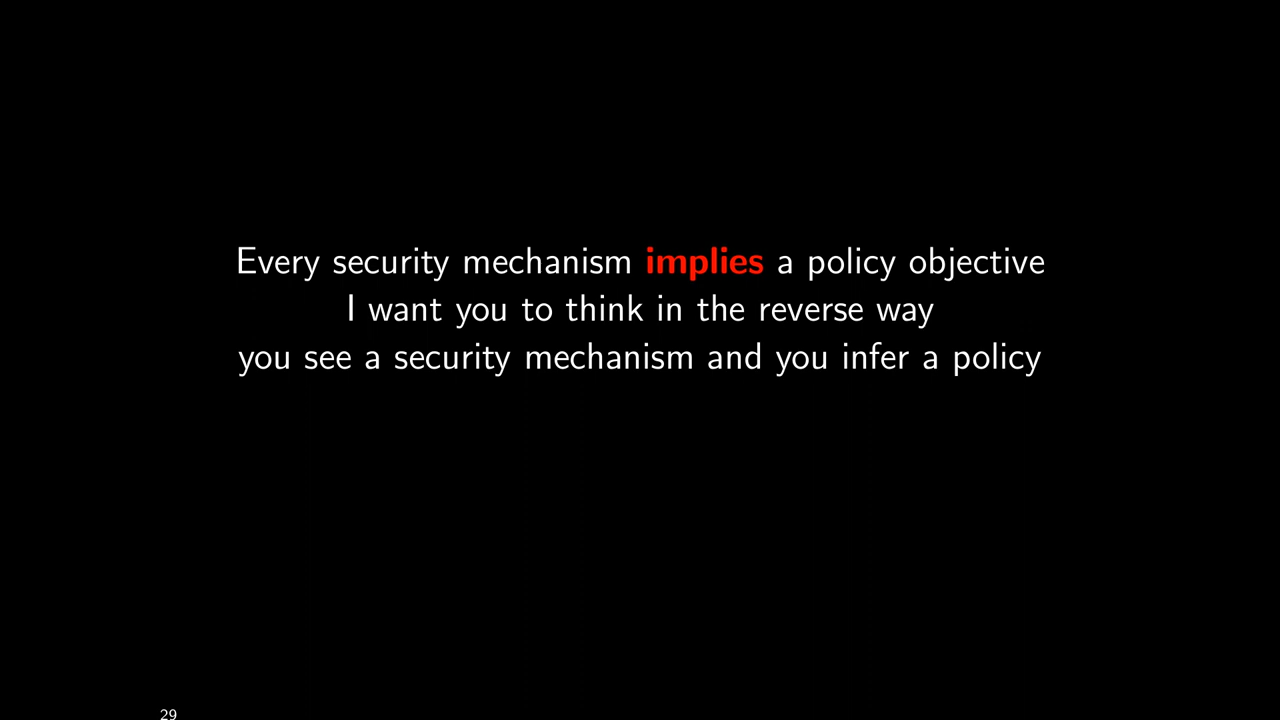 Every security mechanism implies a policy objective
I want you to think in the reverse way
you see a security mechanism and you infer a policy
29